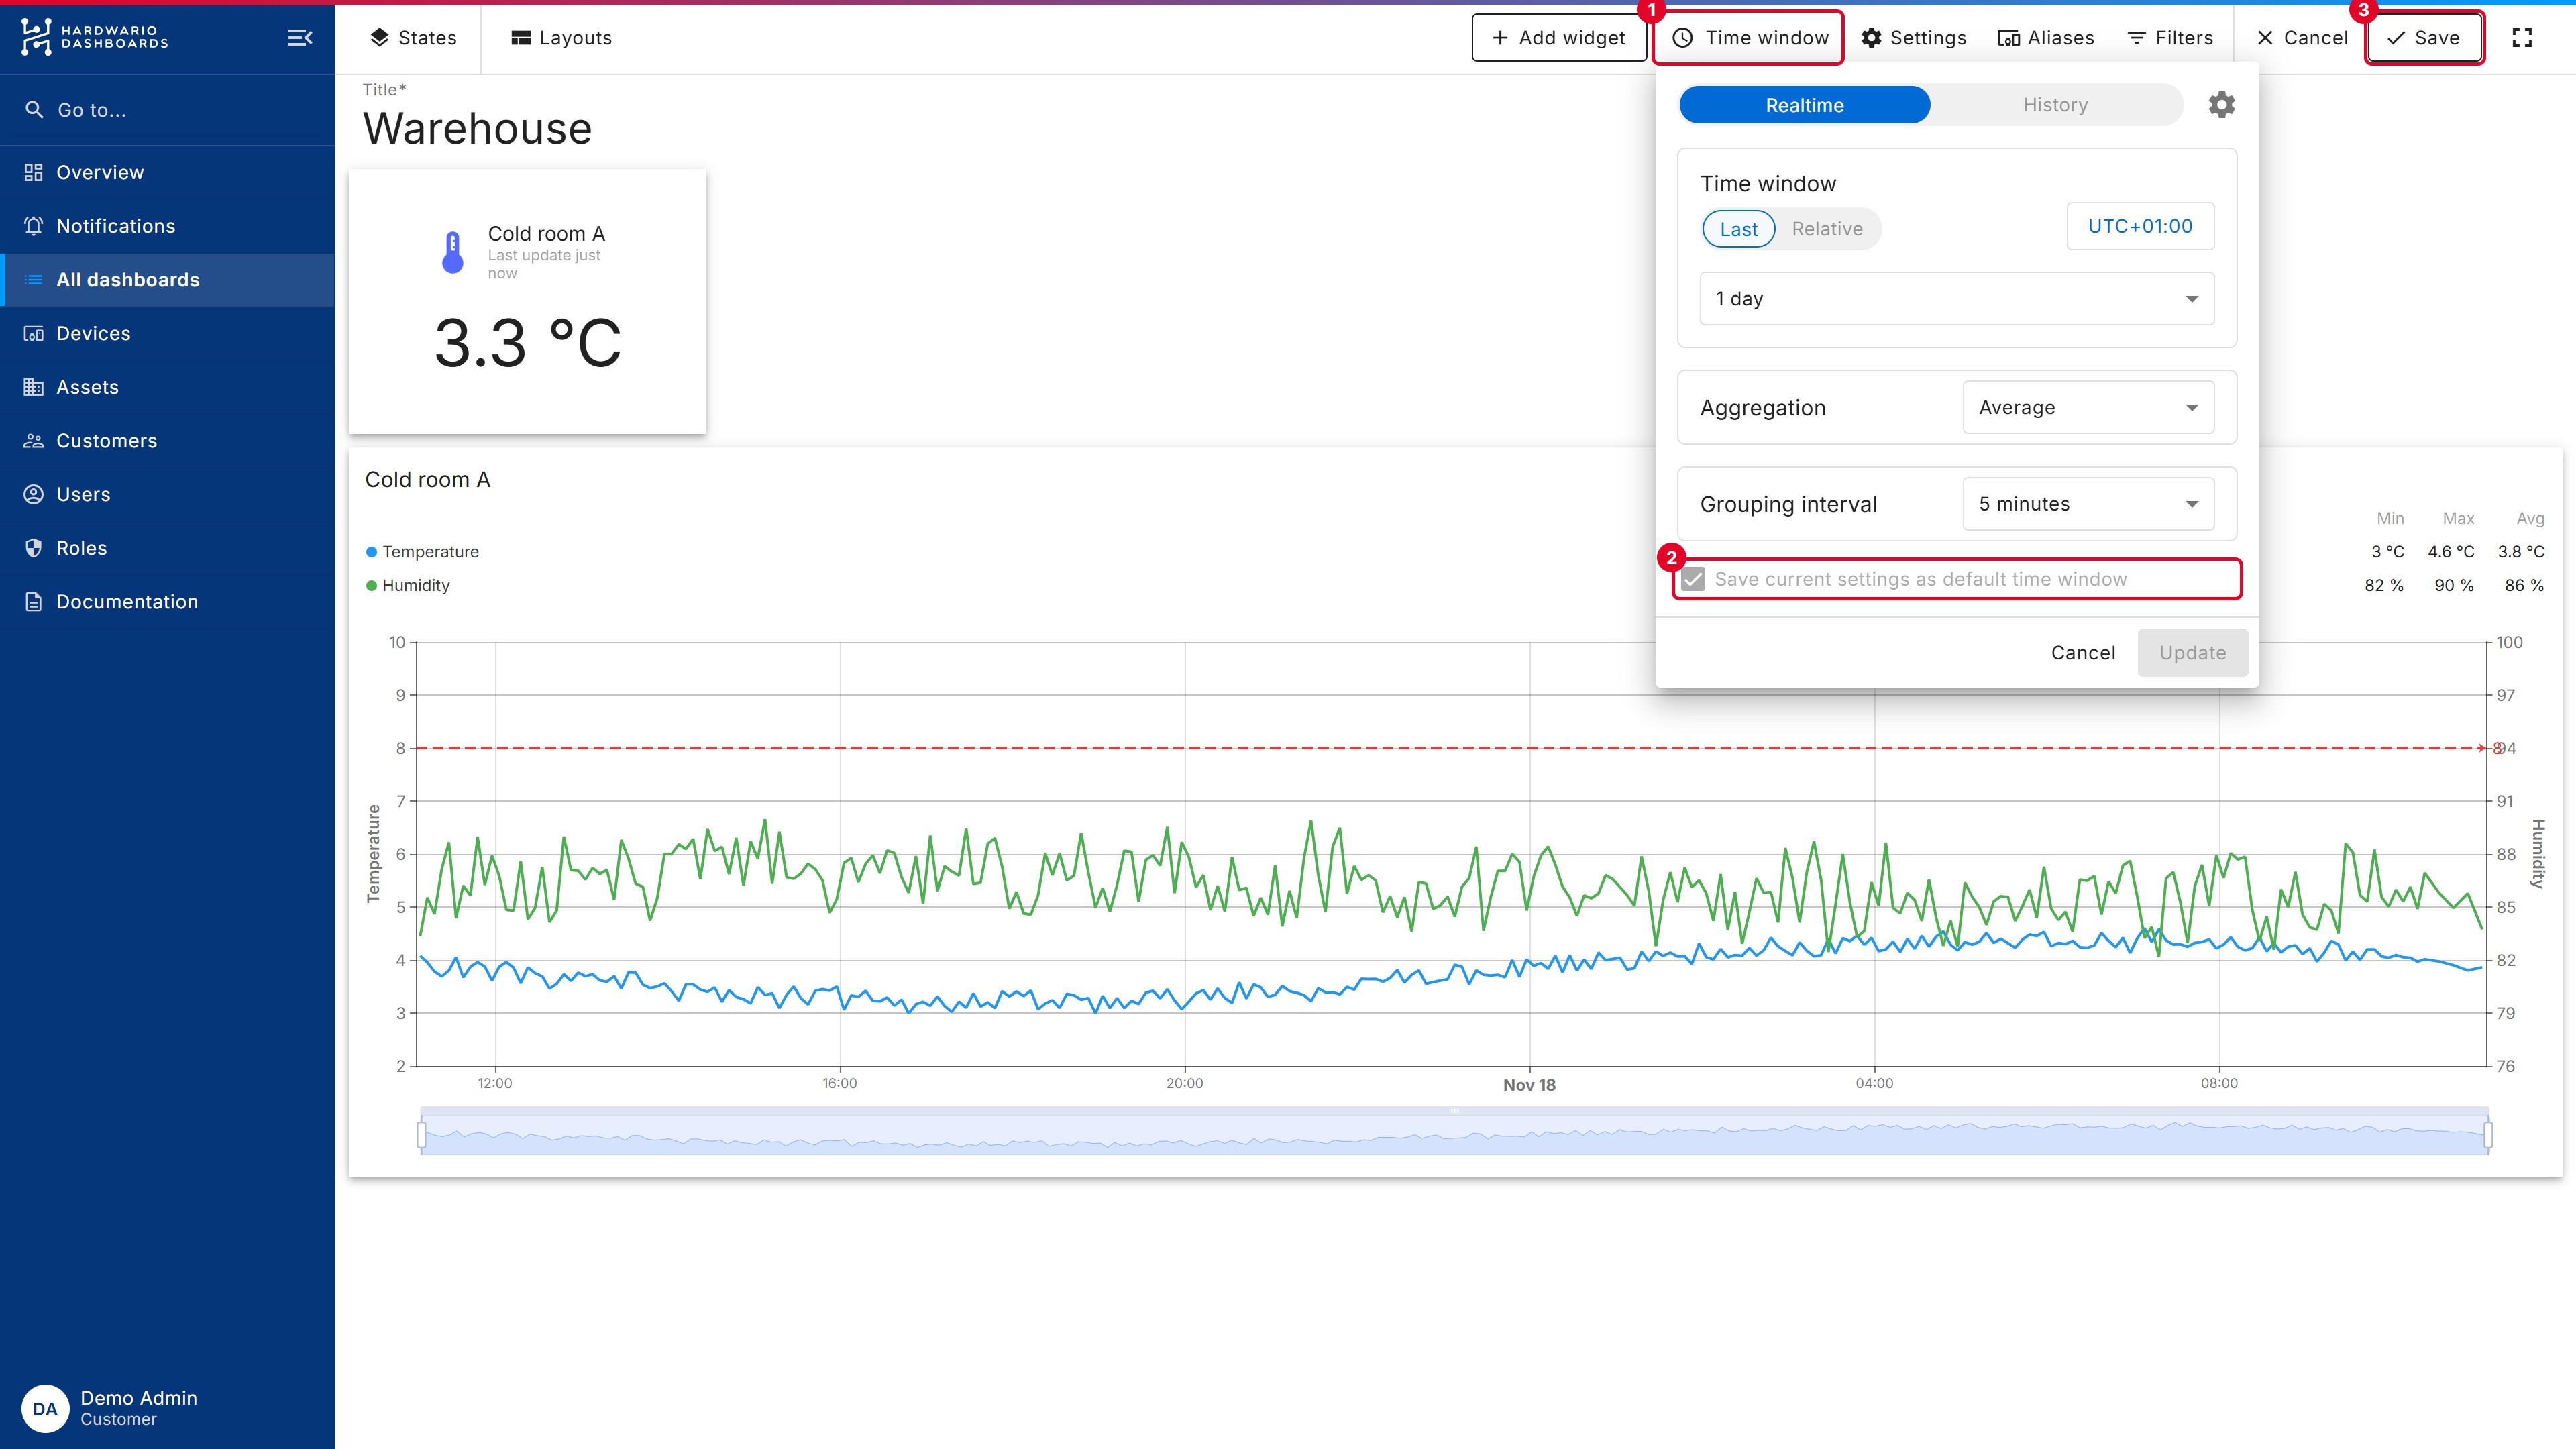 HARDWARIO
DASHBOARDS
States
Layouts
Add widget
1
Time window
Settings
Aliases
Filters
Cancel
3
Save
Go to...
Overview
Notifications
All dashboards
Devices
Assets
Customers
Users
Roles
Documentation
DA
Demo Admin
Customer
Title*
Warehouse
Cold room A
Last update just
now
3.3 °C
Realtime
History
Time window
Last
Relative
UTC+01:00
1 day
Aggregation
Average
Grouping interval
5 minutes
2
Save current settings as default time window
Cancel
Update
Cold room A
Min Max Avg
Temperature
3 °C 4.6 °C 3.8 °C
Humidity
82 % 90 % 86 %
Temperature
10
9
8
7
6
5
4
3
2
100
97
8
94
91
88
85
82
79
76
Humidity
12:00
16:00
20:00
Nov 18
04:00
08:00